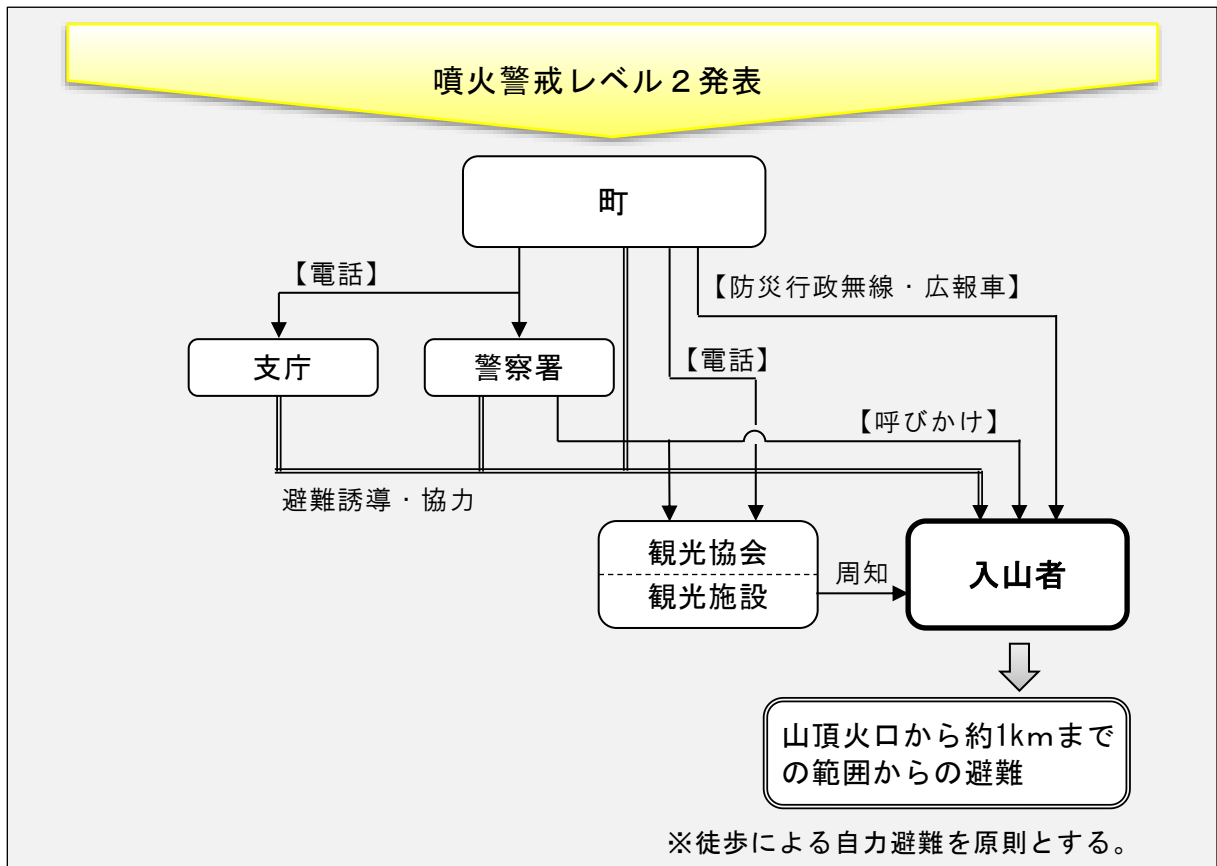 噴火警戒レベル２発表
町
【電話】
【防災行政無線・広報車】
支庁
警察署
【電話】
【呼びかけ】
避難誘導・協力
観光協会
観光施設
周知
入山者
山頂火口から約1kmまで
の範囲からの避難
※徒歩による自力避難を原則とする。